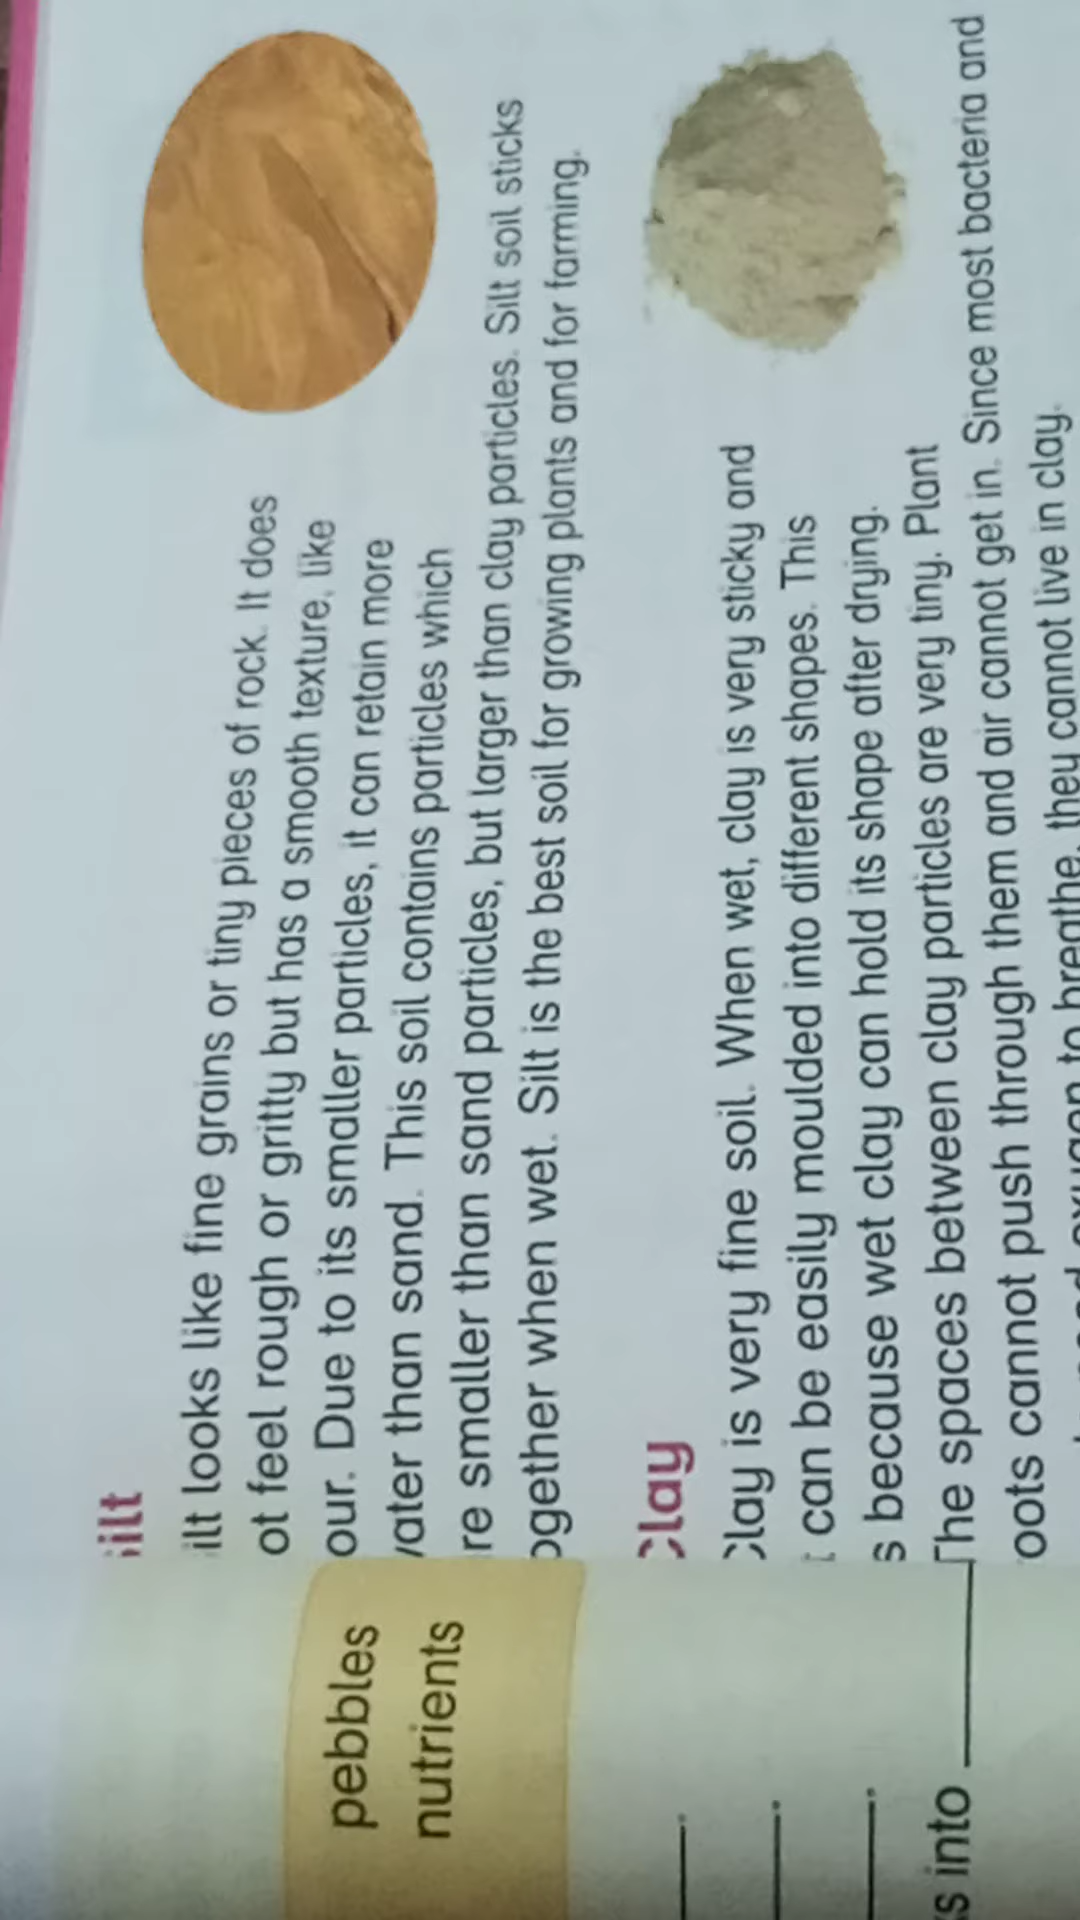 ilt
ilt looks like fine grains or tiny pieces of rock. It does
ot feel rough or gritty but has a smooth texture, like
our. Due to its smaller particles, it can retain more
ater than sand. This soil contains particles which
re smaller than sand particles, but larger than clay particles. Silt soil sticks
ogether when wet. Silt is the best soil for growing plants and for farming.
Clay
Clay is very fine soil. When wet, clay is very sticky and
can be easily moulded into different shapes. This
s because wet clay can hold its shape after drying.
The spaces between clay particles are very tiny. Plant
oots cannot push through them and air cannot get in. Since most bacteria and
oxygen to breathe, they cannot live in clay.
pebbles
nutrients
s into